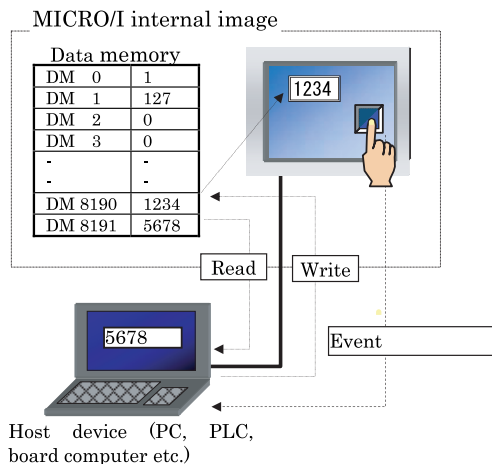 MICRO/I internal image
Data memory
DM 0 1
DM 1 127
DM 2 0
DM 3 0
- -
- -
DM 8190 1234
DM 8191 5678
1234
Read
Write
5678
Event
Host device (PC, PLC,
board computer etc.)